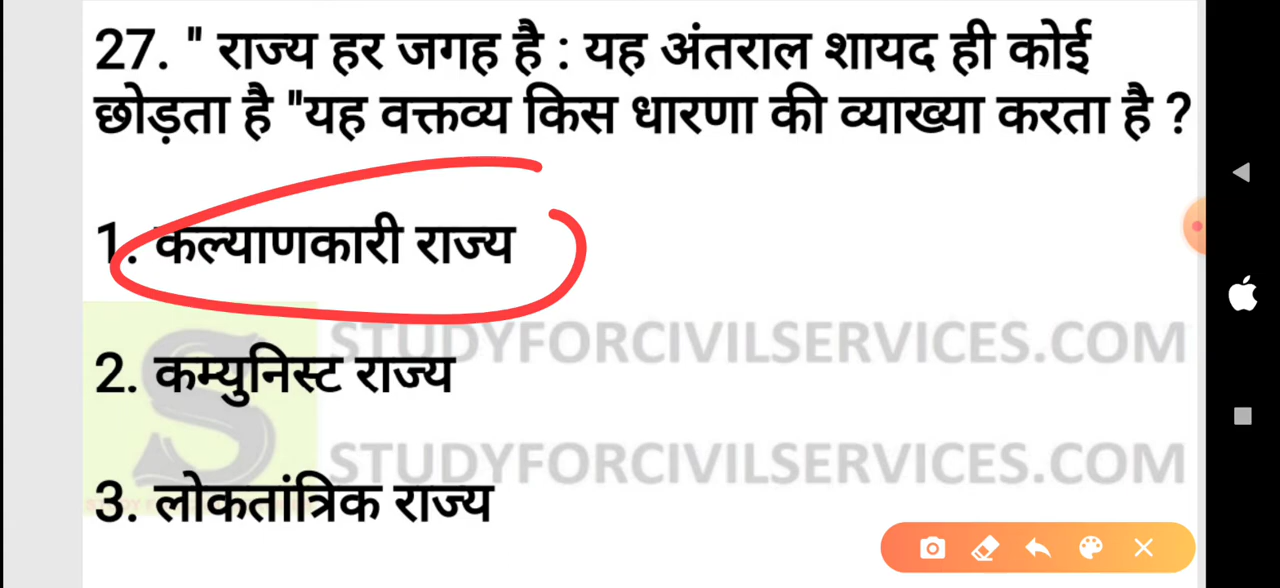 27. " राज्य हर जगह है : यह अंतराल शायद ही कोई
छोड़ता है "यह वक्तव्य किस धारणा की व्याख्या करता है ?
1. कल्याणकारी राज्य
STUDYFORCIVILSERVICES.COM
2. कम्युनिस्ट राज्य
STUDYFORCIVILSERVICES.COM
3. लोकतांत्रिक राज्य